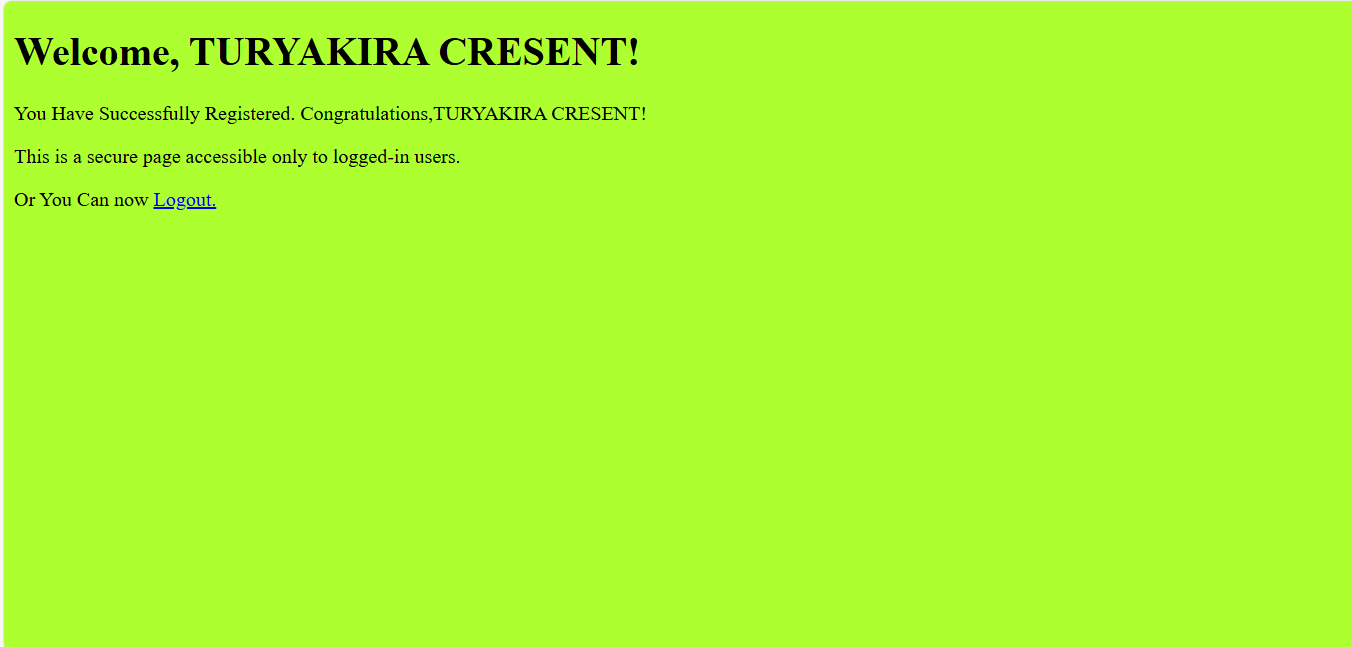 Welcome, TURYAKIRA CRESENT!
You Have Successfully Registered. Congratulations,TURYAKIRA CRESENT!
This is a secure page accessible only to logged-in users.
Or You Can now Logout.